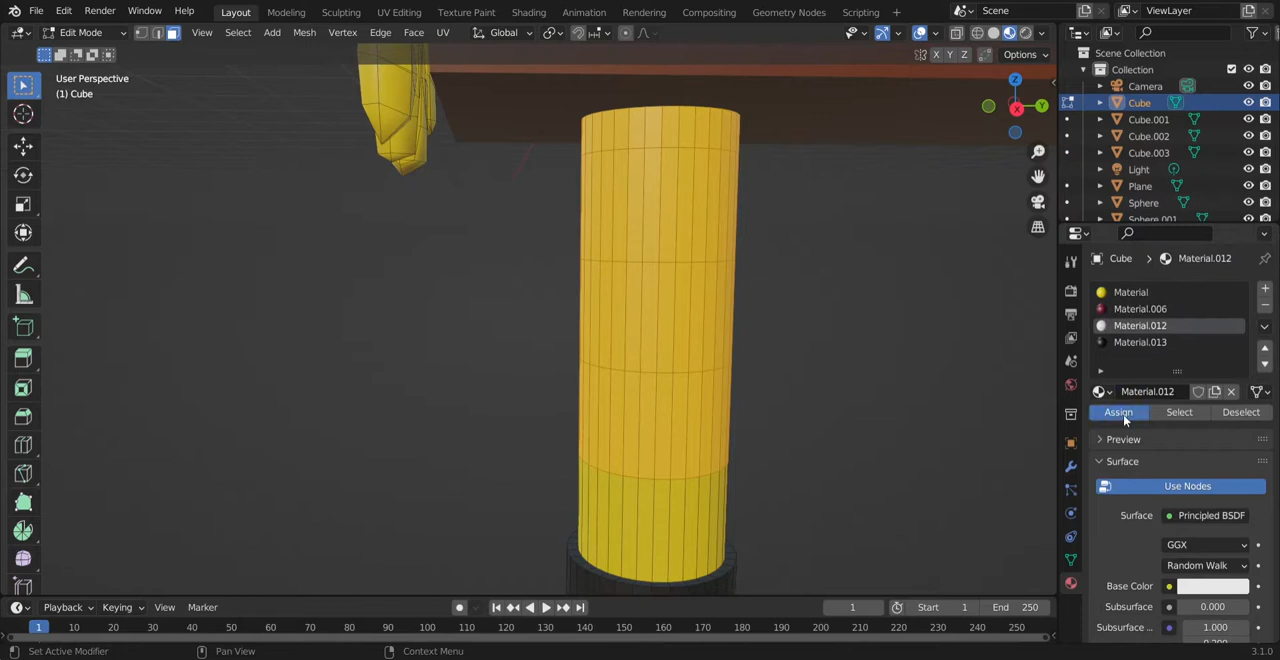 File Edit Render Window Help Layout Modeling Sculpting UV Editing Texture Paint Shading Animation Rendering Compositing Geometry Nodes Scripting + Scene ViewLayer
Edit Mode View Select Add Mesh Vertex Edge Face UV Global
X Y Z Options
User Perspective
(1) Cube
Z
X Y
Scene Collection
Collection
Camera
Cube
Cube.001
Cube.002
Cube.003
Light
Plane
Sphere
Sphere.001
Cube > Material.012
Material
Material.006
Material.012
Material.013
Material.012
Assign Select Deselect
Preview
Surface
Use Nodes
Surface Principled BSDF
GGX
Random Walk
Base Color
Subsurface 0.000
Subsurface ... 1.000
Playback Keying View Marker 1 Start 1 End 250
1 10 20 30 40 50 60 70 80 90 100 110 120 130 140 150 160 170 180 190 200 210 220 230 240 250
Set Active Modifier Pan View Context Menu 3.1.0